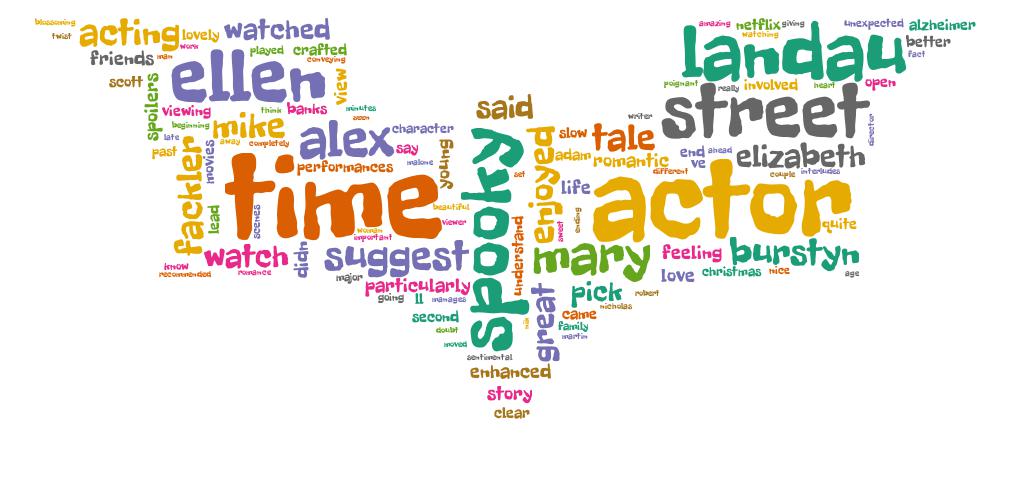 blossoming
twist
acting
lovely
watched
work
friends
man
played
crafted
conveying
scott
ellen
view
spoilers
viewing
think
banks
minutes
beginning
mike
late
away
completely
alex
character
past
movies
say
malone
young
fackler
time
performances
lead
scenes
beautiful
viewer
woman
important
know
recommended
watch
romance
didn
suggest
major
particularly
going
ll
manages
second
doubt
moved
said
spooky
set
understand
sentimental
enhanced
story
clear
amazing
netflix
giving
watching
unexpected
alzheimer
landau
better
fact
poignant
really
involved
heart
open
writer
street
director
slow
tale
adam
romantic
different
end
ve
ahead
elizabeth
couple
interludes
enjoyed
life
sweet
ending
actor
quite
mary
feeling
burstyn
love
christmas
nice
age
great
pick
robert
nicholas
came
family
martin